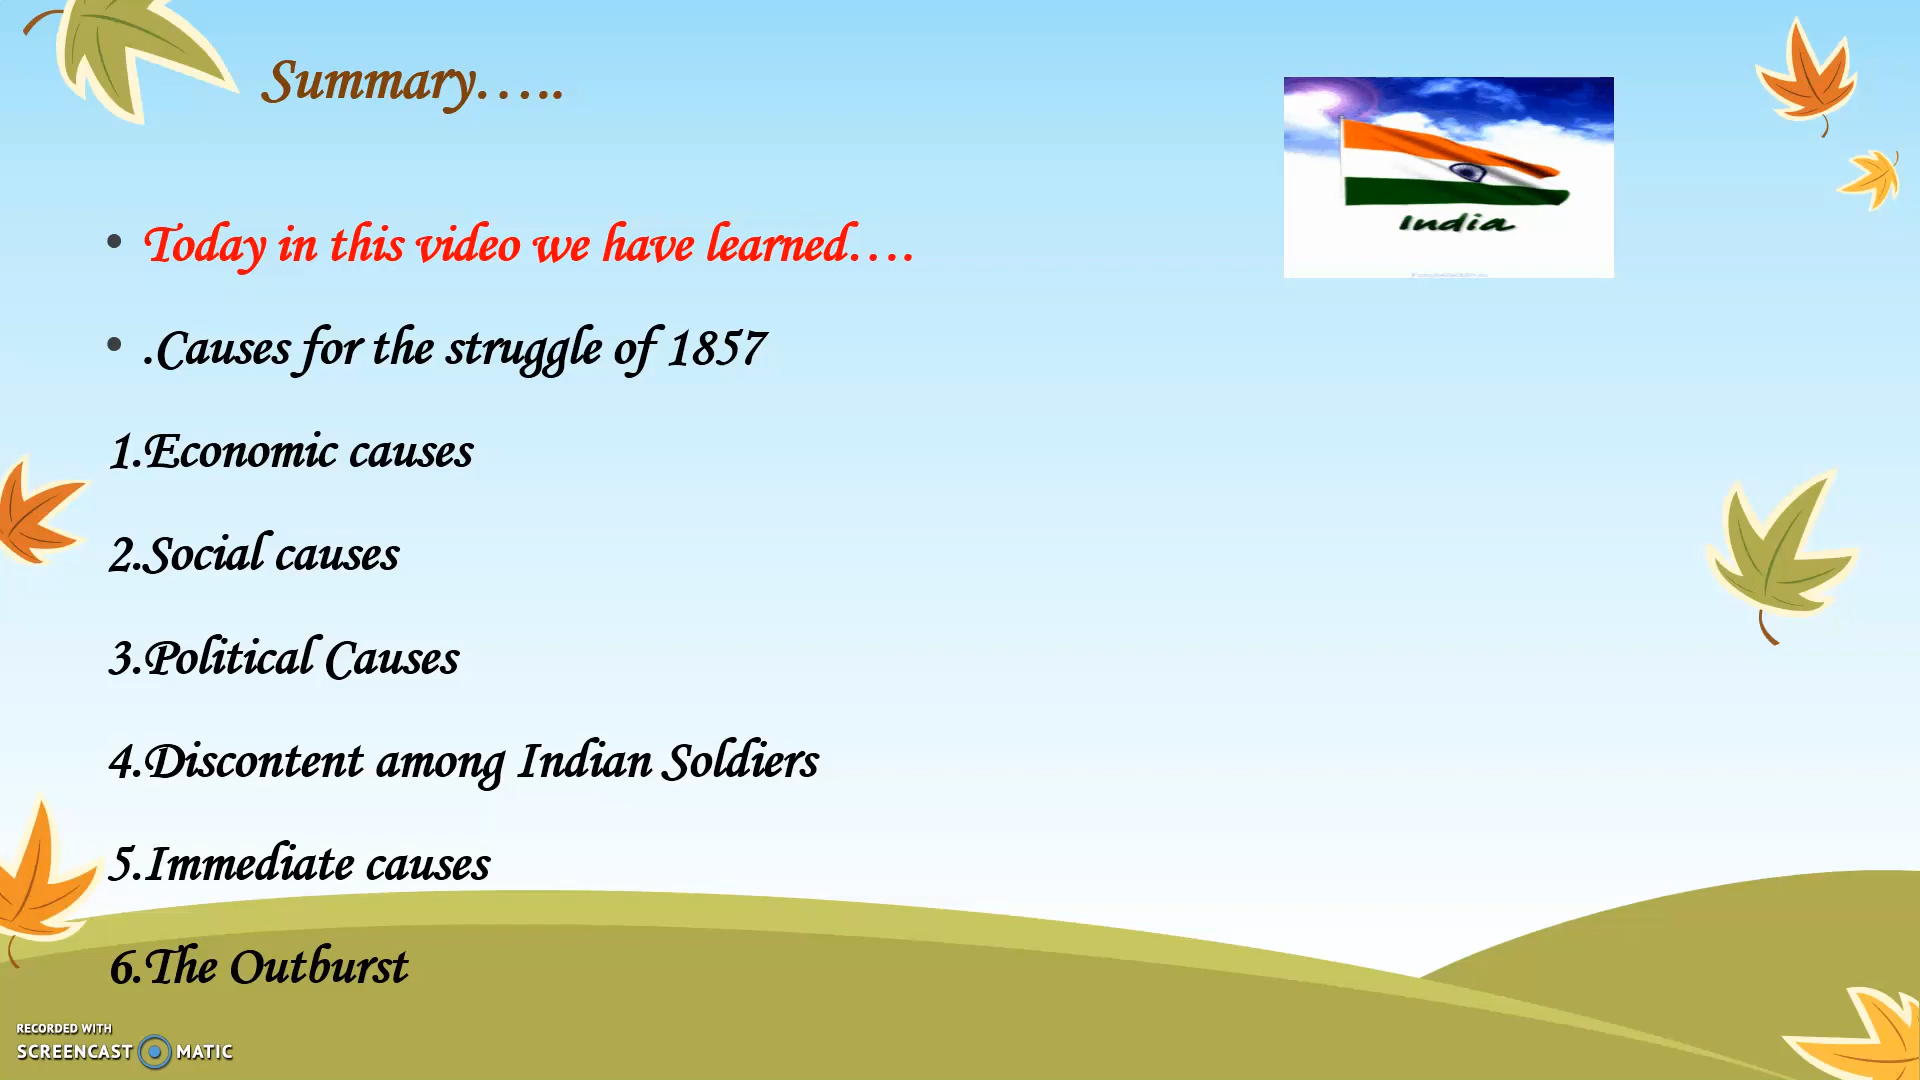 Summary.....
India
• Today in this video we have learned....
• .Causes for the struggle of 1857
1.Economic causes
2.Social causes
3.Political Causes
4.Discontent among Indian Soldiers
5.Immediate causes
6.The Outburst
RECORDED WITH
SCREENCAST MATIC